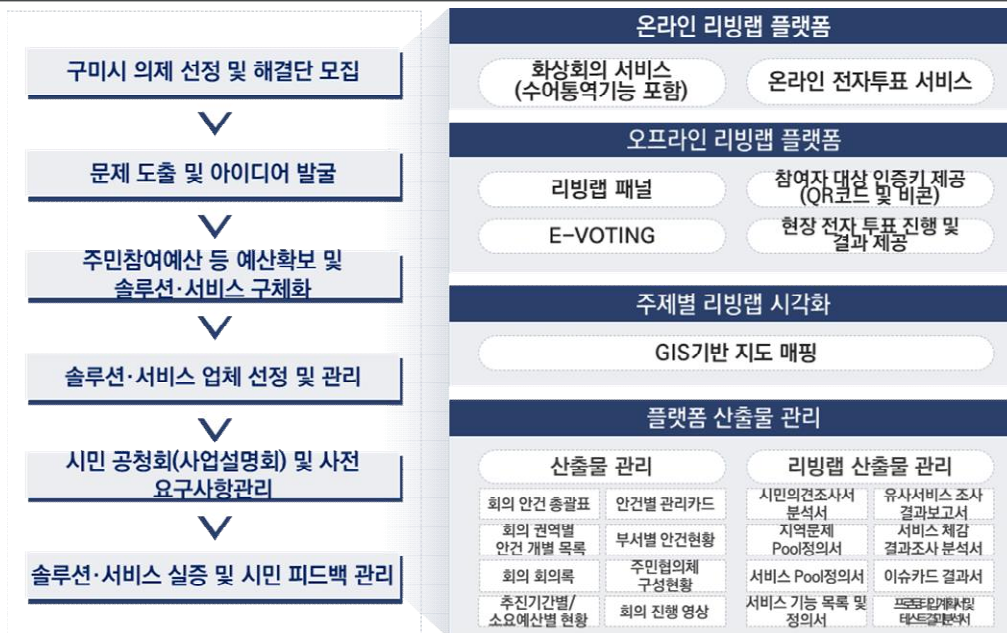 구미시 의제 선정 및 해결단 모집
문제 도출 및 아이디어 발굴
주민참여예산 등 예산확보 및
솔루션·서비스 구체화
솔루션·서비스 업체 선정 및 관리
시민 공청회(사업설명회) 및 사전
요구사항관리
솔루션·서비스 실증 및 시민 피드백 관리
온라인 리빙랩 플랫폼
화상회의 서비스
(수어통역기능 포함)
온라인 전자투표 서비스
오프라인 리빙랩 플랫폼
리빙랩 패널
참여자 대상 인증키 제공
(QR코드 및 비콘)
E-VOTING
현장 전자 투표 진행 및
결과 제공
주제별 리빙랩 시각화
GIS기반 지도 매핑
플랫폼 산출물 관리
산출물 관리
회의 안건 총괄표
안건별 관리카드
회의 권역별
안건 개별 목록
부서별 안건현황
회의 회의록
주민협의체
구성현황
추진기간별/
소요예산별 현황
회의 진행 영상
리빙랩 산출물 관리
시민의견조사서
분석서
유사서비스 조사
결과보고서
지역문제
Pool정의서
서비스 체감
결과조사 분석서
서비스 Pool정의서
이슈카드 결과서
서비스 기능 목록 및
정의서
프로토타입계획서 및
테스트결과분석서